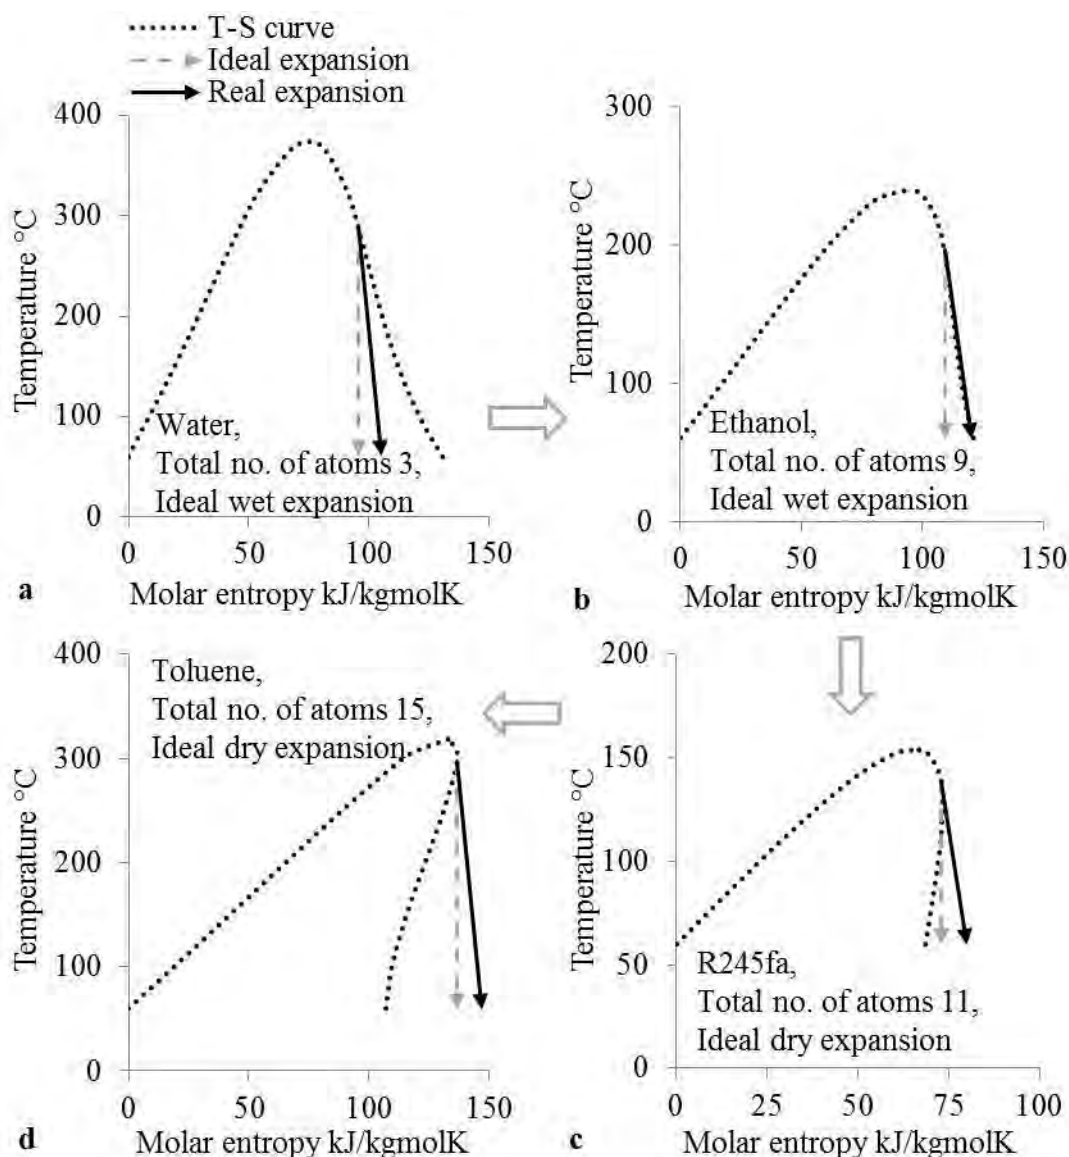 T-S curve
Ideal expansion
Real expansion
400
300
200
100
0
Temperature °C
Water,
Total no. of atoms 3,
Ideal wet expansion
0 50 100 150
a
Molar entropy kJ/kgmolK
300
200
100
0
Temperature °C
Ethanol,
Total no. of atoms 9,
Ideal wet expansion
0 50 100 150
b
Molar entropy kJ/kgmolK
400
300
200
100
0
Temperature °C
Toluene,
Total no. of atoms 15,
Ideal dry expansion
0 50 100 150
d
Molar entropy kJ/kgmolK
200
150
100
50
0
Temperature °C
R245fa,
Total no. of atoms 11,
Ideal dry expansion
0 25 50 75 100
Molar entropy kJ/kgmolK
c